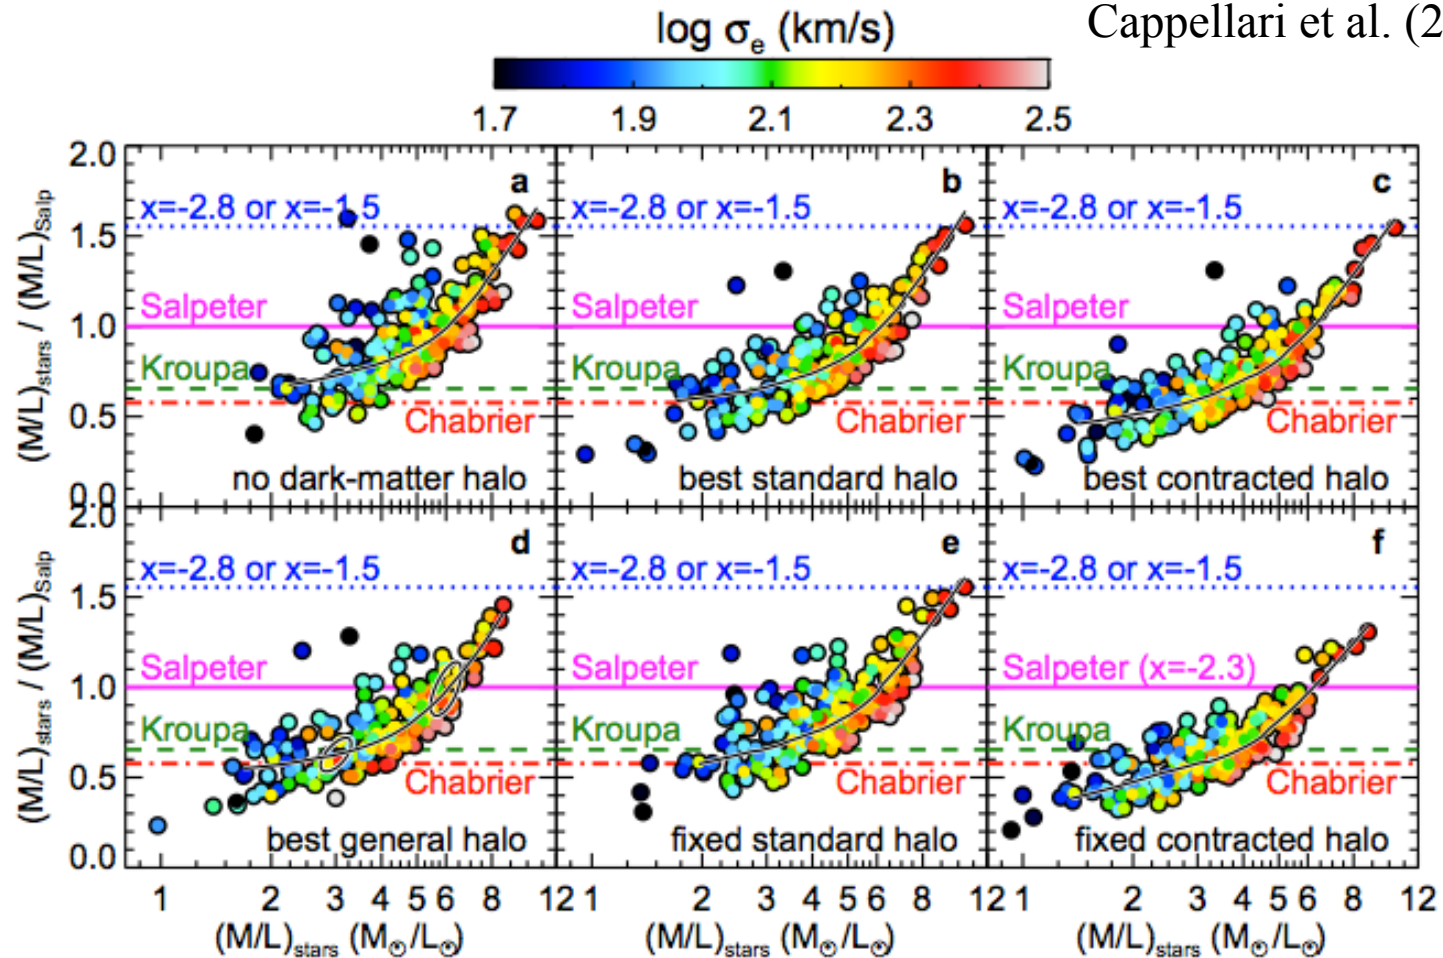 Cappellari et al. (2
log σe (km/s)
1.7 1.9 2.1 2.3 2.5
(M/L)stars / (M/L)Salp
2.0
1.5
1.0
0.5
0.0
a
x=-2.8 or x=-1.5
Salpeter
Kroupa
Chabrier
no dark-matter halo
b
x=-2.8 or x=-1.5
Salpeter
Kroupa
Chabrier
best standard halo
c
x=-2.8 or x=-1.5
Salpeter
Kroupa
Chabrier
best contracted halo
(M/L)stars / (M/L)Salp
2.0
1.5
1.0
0.5
0.0
d
x=-2.8 or x=-1.5
Salpeter
Kroupa
Chabrier
best general halo
e
x=-2.8 or x=-1.5
Salpeter
Kroupa
Chabrier
fixed standard halo
f
x=-2.8 or x=-1.5
Salpeter (x=-2.3)
Kroupa
Chabrier
fixed contracted halo
1 2 3 4 5 6 8 12 1 2 3 4 5 6 8 12 1 2 3 4 5 6 8 12
(M/L)stars (M⊙/L⊙) (M/L)stars (M⊙/L⊙) (M/L)stars (M⊙/L⊙)